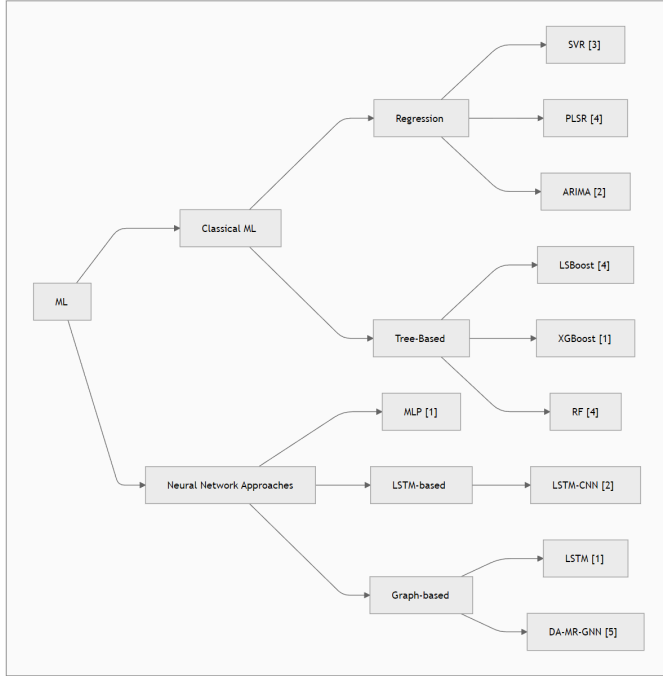 SVR [3]
Regression
PLSR [4]
ARIMA [2]
Classical ML
LSBoost [4]
ML
Tree-Based
XGBoost [1]
MLP [1]
RF [4]
Neural Network Approaches
LSTM-based
LSTM-CNN [2]
LSTM [1]
Graph-based
DA-MR-GNN [5]